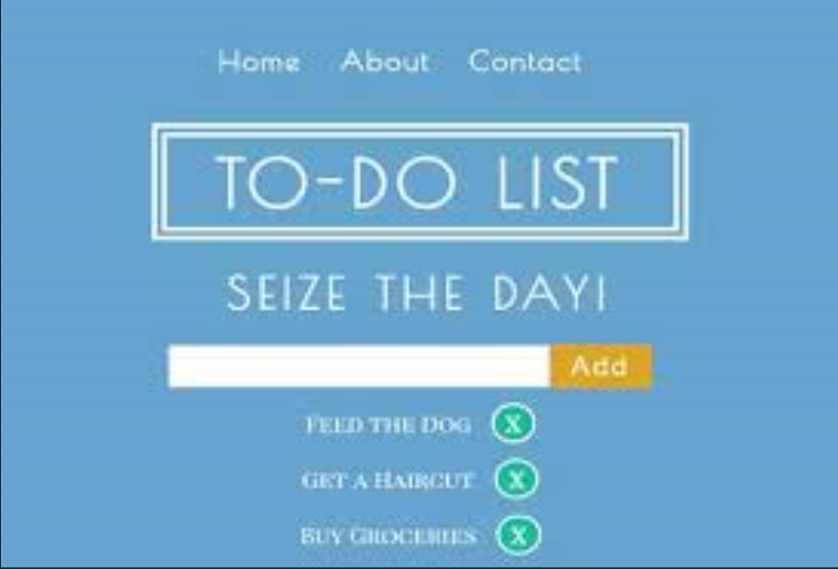 Home About Contact
TO-DO LIST
SEIZE THE DAY!
Add
Feed the Dog X
Get a Haircut X
Buy Groceries X